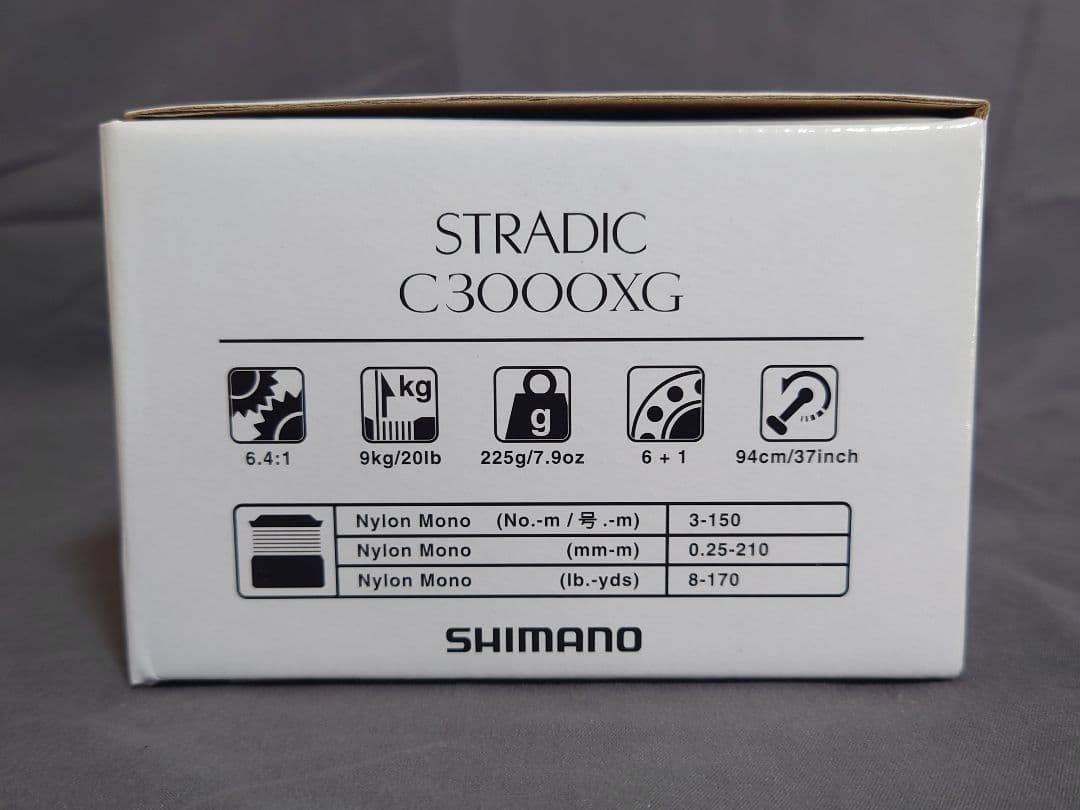 STRADIC
C3000XG
kg
g
6.4:1 9kg/20lb 225g/7.9oz 6 + 1 94cm/37inch
Nylon Mono (No.-m / 号.-m) 3-150
Nylon Mono (mm-m) 0.25-210
Nylon Mono (lb.-yds) 8-170
SHIMANO